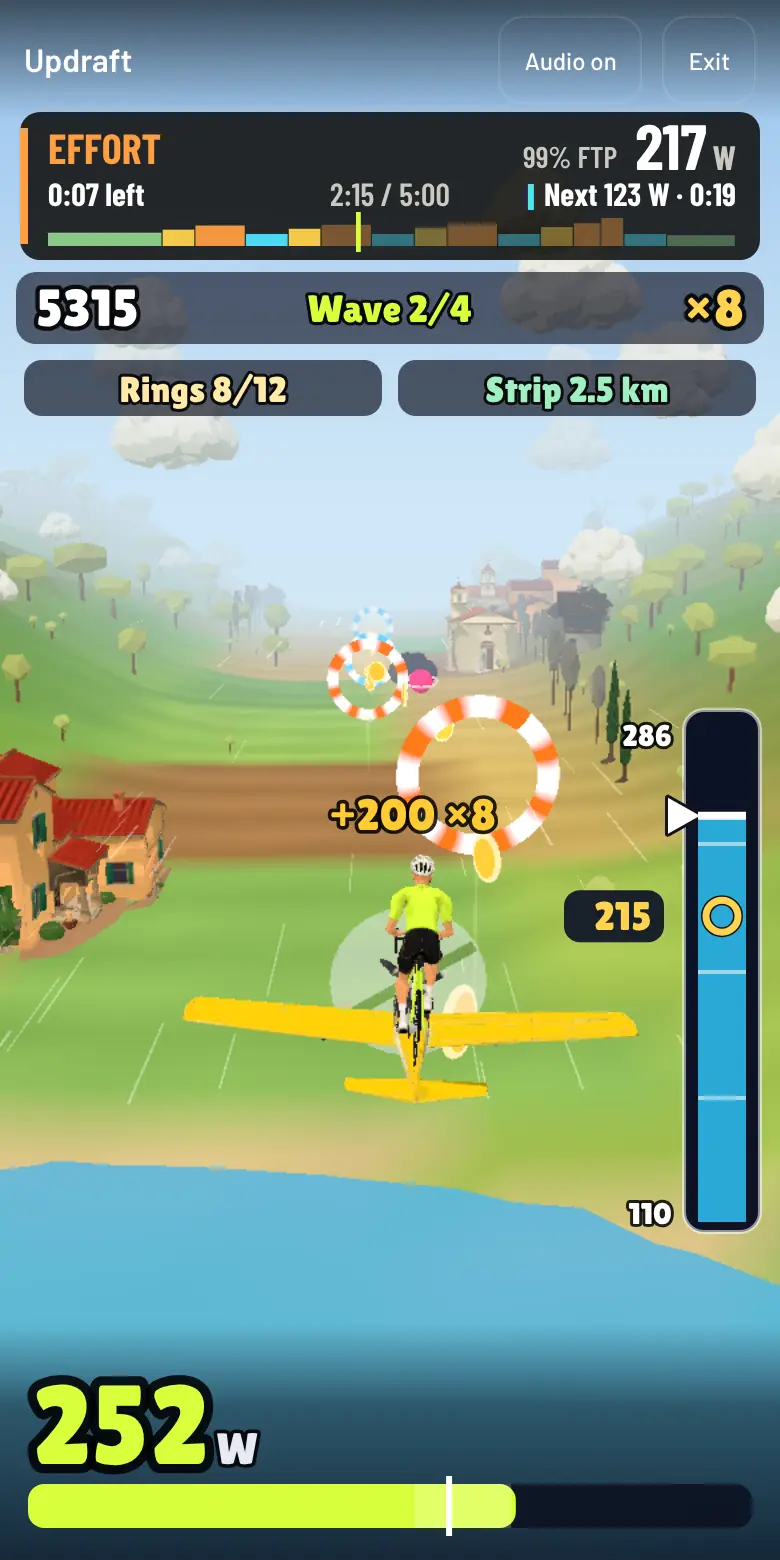 Updraft
Audio on
Exit
EFFORT
99% FTP 217 W
0:07 left
2:15 / 5:00
Next 123 W · 0:19
5315
Wave 2/4
×8
Rings 8/12
Strip 2.5 km
286
+200 ×8
215
110
252 W